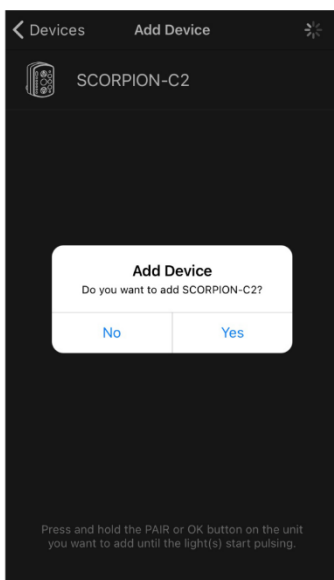 Devices Add Device
SCORPION-C2
Add Device
Do you want to add SCORPION-C2?
No Yes
Press and hold the PAIR or OK button on the unit
you want to add until the light(s) start pulsing.